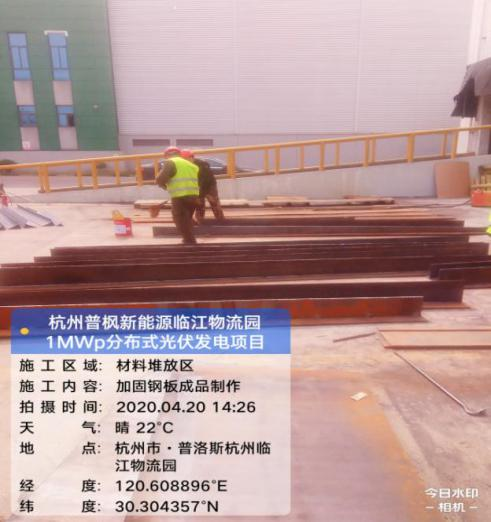 杭州普枫新能源临江物流园
1MWp分布式光伏发电项目
施工区域: 材料堆放区
施工内容: 加固钢板成品制作
拍摄时间: 2020.04.20 14:26
天气: 晴 22°C
地点: 杭州市·普洛斯杭州临
江物流园
经度: 120.608896°E
纬度: 30.304357°N
今日水印
-相机-